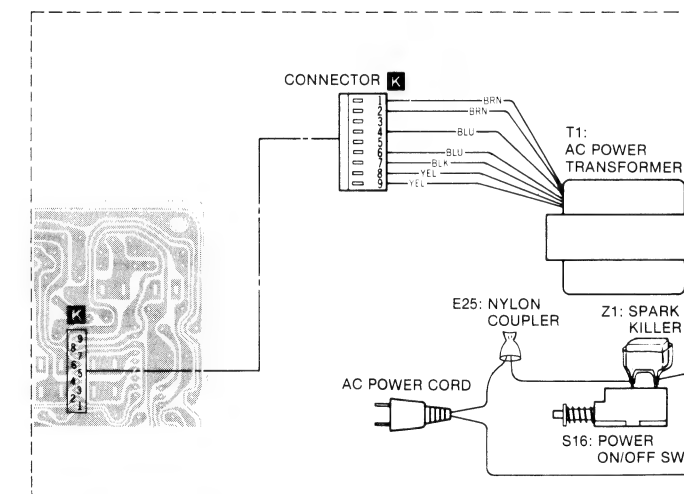 CONNECTOR K
1
2
3
4
5
6
7
8
9
BRN
BRN
BLU
BLU
BLK
YEL
YEL
T1:
AC POWER
TRANSFORMER
K
9
8
7
6
5
4
3
2
1
E25: NYLON
COUPLER
Z1: SPARK
KILLER
AC POWER CORD
S16: POWER
ON/OFF SW